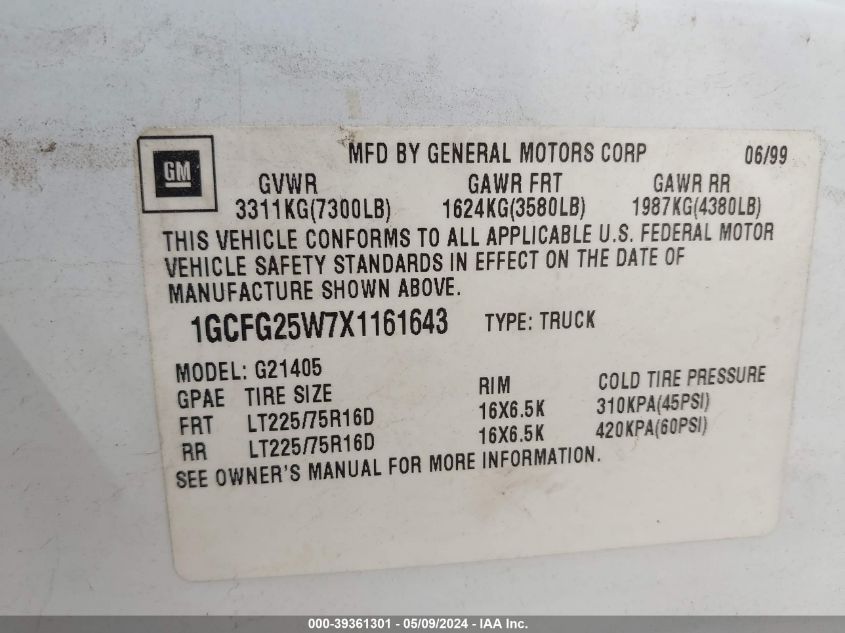 GM
MFD BY GENERAL MOTORS CORP 06/99
GVWR GAWR FRT GAWR RR
3311KG(7300LB) 1624KG(3580LB) 1987KG(4380LB)
THIS VEHICLE CONFORMS TO ALL APPLICABLE U.S. FEDERAL MOTOR
VEHICLE SAFETY STANDARDS IN EFFECT ON THE DATE OF
MANUFACTURE SHOWN ABOVE.
1GCFG25W7X1161643 TYPE: TRUCK
MODEL: G21405
GPAE TIRE SIZE RIM COLD TIRE PRESSURE
FRT LT225/75R16D 16X6.5K 310KPA(45PSI)
RR LT225/75R16D 16X6.5K 420KPA(60PSI)
SEE OWNER'S MANUAL FOR MORE INFORMATION.
000-39361301 - 05/09/2024 - IAA Inc.